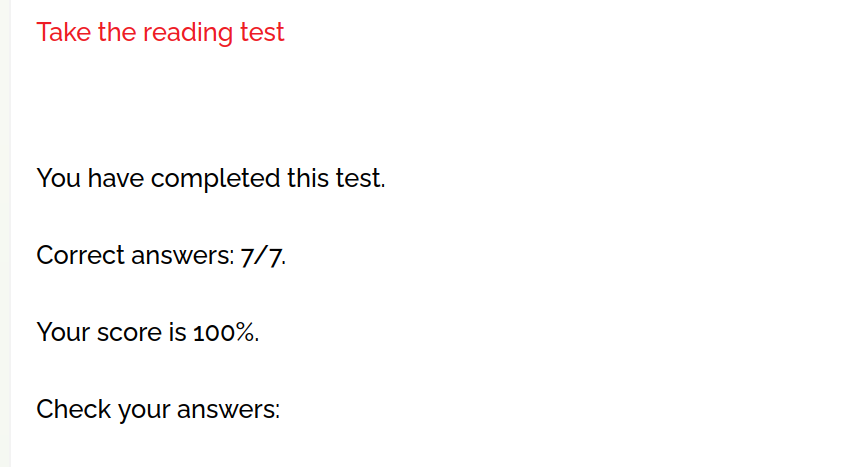 Take the reading test
You have completed this test.
Correct answers: 7/7.
Your score is 100%.
Check your answers: